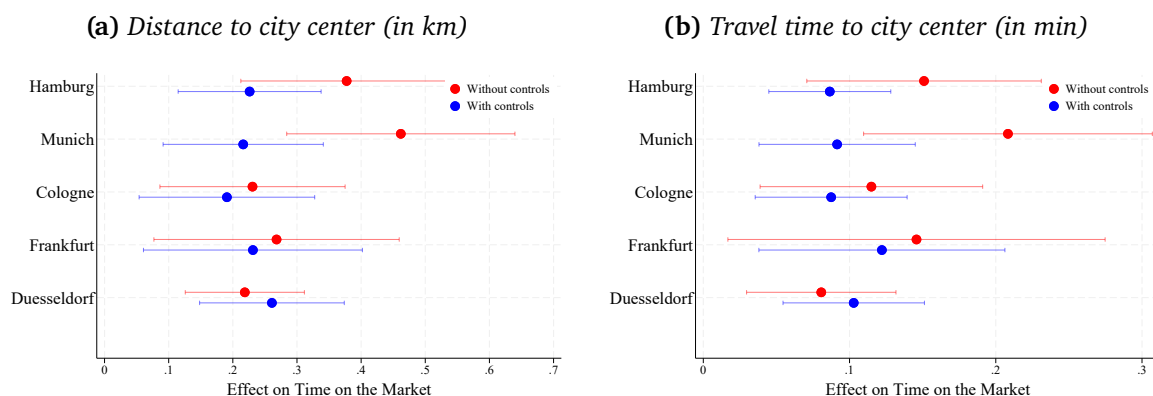 (a) Distance to city center (in km)
Hamburg
Munich
Cologne
Frankfurt
Duesseldorf
Without controls
With controls
0 .1 .2 .3 .4 .5 .6 .7
Effect on Time on the Market
(b) Travel time to city center (in min)
Hamburg
Munich
Cologne
Frankfurt
Duesseldorf
Without controls
With controls
0 .1 .2 .3
Effect on Time on the Market